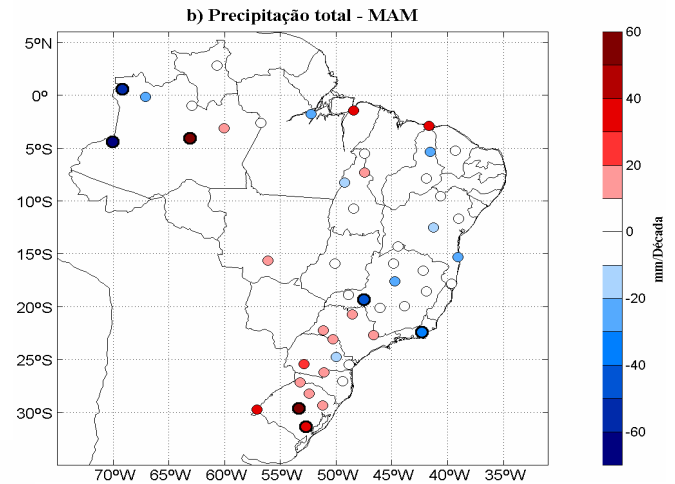 b) Precipitação total - MAM
5ºN
0º
5ºS
10ºS
15ºS
20ºS
25ºS
30ºS
70ºW 65ºW 60ºW 55ºW 50ºW 45ºW 40ºW 35ºW
60
40
20
0
-20
-40
-60
mm/Década